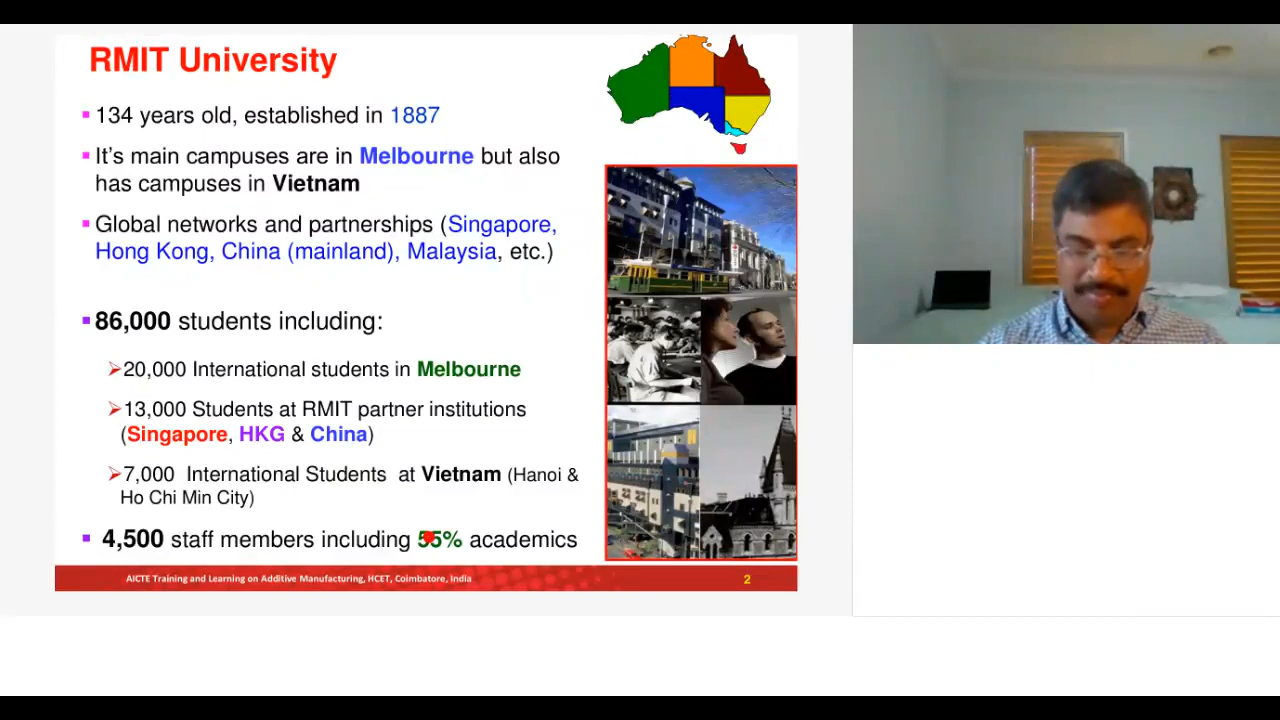 RMIT University
134 years old, established in 1887
It's main campuses are in Melbourne but also
has campuses in Vietnam
Global networks and partnerships (Singapore,
Hong Kong, China (mainland), Malaysia, etc.)
86,000 students including:
20,000 International students in Melbourne
13,000 Students at RMIT partner institutions
(Singapore, HKG & China)
7,000 International Students at Vietnam (Hanoi &
Ho Chi Min City)
4,500 staff members including 55% academics
AICTE Training and Learning on Additive Manufacturing, HCET, Coimbatore, India
2